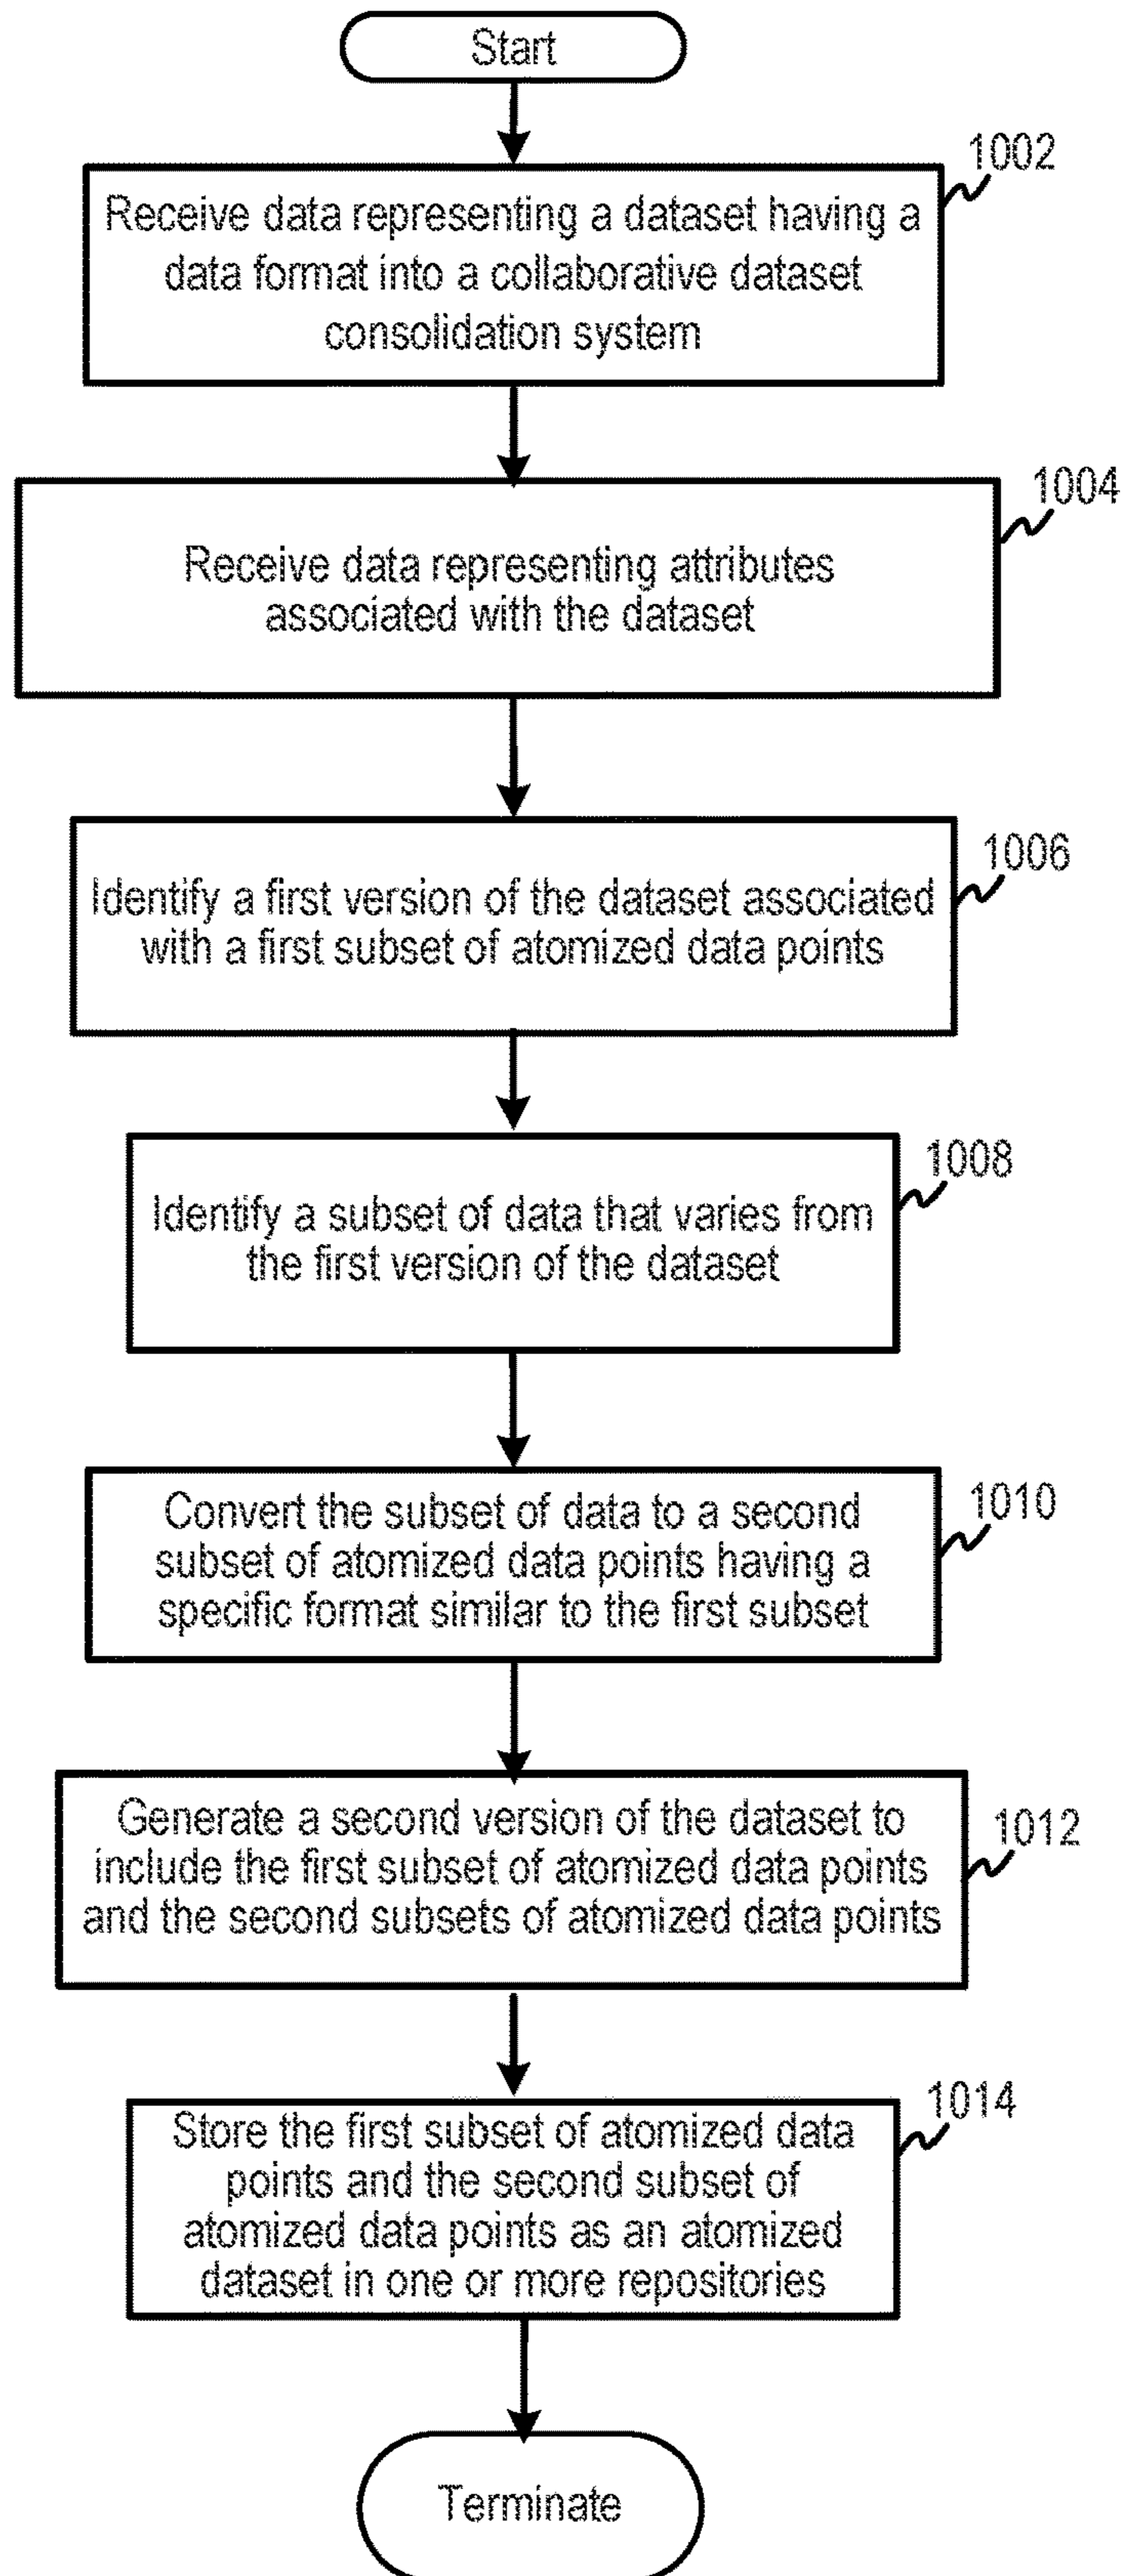 Start
1002
Receive data representing a dataset having a
data format into a collaborative dataset
consolidation system
1004
Receive data representing attributes
associated with the dataset
1006
Identify a first version of the dataset associated
with a first subset of atomized data points
1008
Identify a subset of data that varies from
the first version of the dataset
1010
Convert the subset of data to a second
subset of atomized data points having a
specific format similar to the first subset
1012
Generate a second version of the dataset to
include the first subset of atomized data points
and the second subsets of atomized data points
1014
Store the first subset of atomized data
points and the second subset of
atomized data points as an atomized
dataset in one or more repositories
Terminate